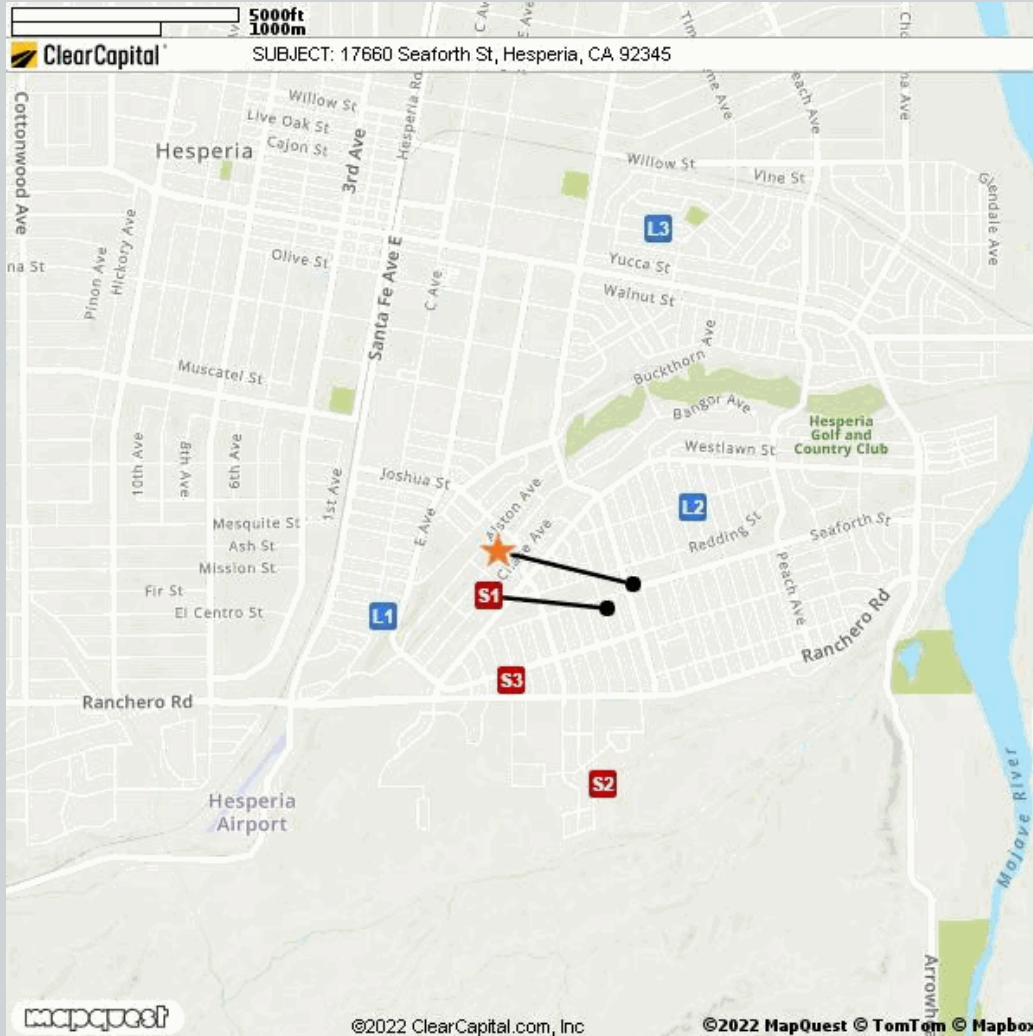 5000ft
1000m
ClearCapital
SUBJECT: 17660 Seaforth St, Hesperia, CA 92345
Cottonwood Ave
Willow St
Live Oak St
Cajon St
Hesperia
3rd Ave
Hesperia Rd
Willow St
Vine St
Glendale Ave
L3
Pinon Ave
Hickory Ave
Olive St
Santa Fe Ave E
C Ave
Yucca St
Walnut St
na St
Muscatel St
Buckthorn Ave
Bangor Ave
Hesperia
Golf and
Country Club
Westlawn St
10th Ave
8th Ave
6th Ave
1st Ave
Joshua St
E Ave
Alston Ave
L2
Mesquite St
Ash St
Mission St
Fir St
El Centro St
Redding St
Seaforth St
Peach Ave
S1
L1
S3
Ranchero Rd
Ranchero Rd
S2
Hesperia
Airport
Mojave River
mapquest
©2022 ClearCapital.com, Inc
©2022 MapQuest © TomTom © Mapbox